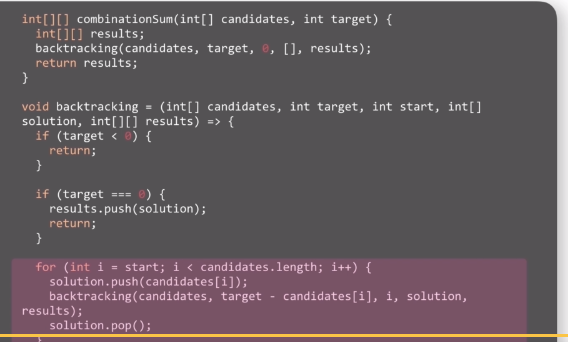 int[][] combinationSum(int[] candidates, int target) {
  int[][] results;
  backtracking(candidates, target, 0, [], results);
  return results;
}

void backtracking = (int[] candidates, int target, int start, int[]
solution, int[][] results) => {
  if (target < 0) {
    return;
  }

  if (target === 0) {
    results.push(solution);
    return;
  }

  for (int i = start; i < candidates.length; i++) {
    solution.push(candidates[i]);
    backtracking(candidates, target - candidates[i], i, solution,
results);
    solution.pop();
  }